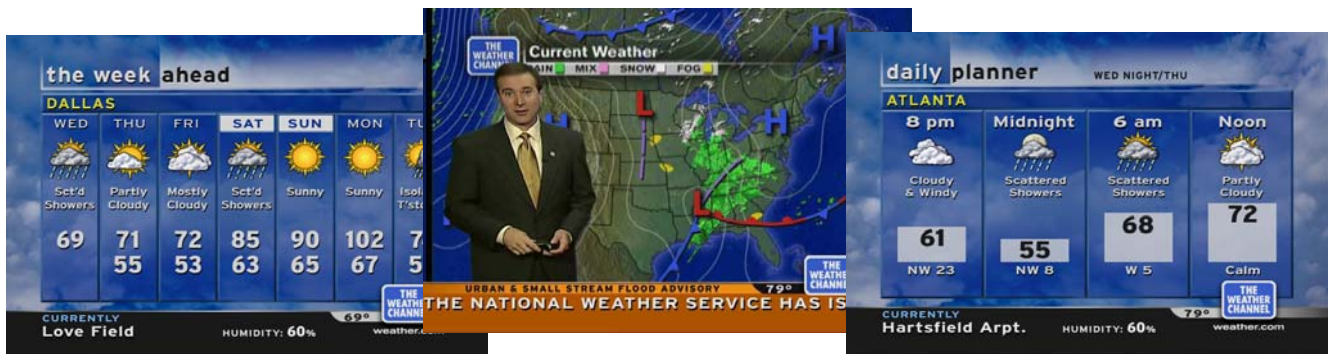 the week ahead
DALLAS
WED THU FRI SAT SUN MON
Sct'd Showers
Partly Cloudy
Mostly Cloudy
Sct'd Showers
Sunny
Sunny
69 71 72 85 90 102
55 53 63 65 67
CURRENTLY
Love Field
HUMIDITY: 60%
69°
THE
WEATHER
THE
WEATHER
CHANNEL
Current Weather
MIX SNOW FOG
L
H
H
L
URBAN & SMALL STREAM FLOOD ADVISORY
79°
THE NATIONAL WEATHER SERVICE HAS
THE
daily planner
WED NIGHT/THU
ATLANTA
8 pm Midnight 6 am Noon
Cloudy & Windy
Scattered Showers
Scattered Showers
Partly Cloudy
61 55 68 72
NW 23 NW 8 W 5 Calm
CURRENTLY
Hartsfield Arpt.
HUMIDITY: 60%
79°
THE
WEATHER
CHANNEL
weather.com